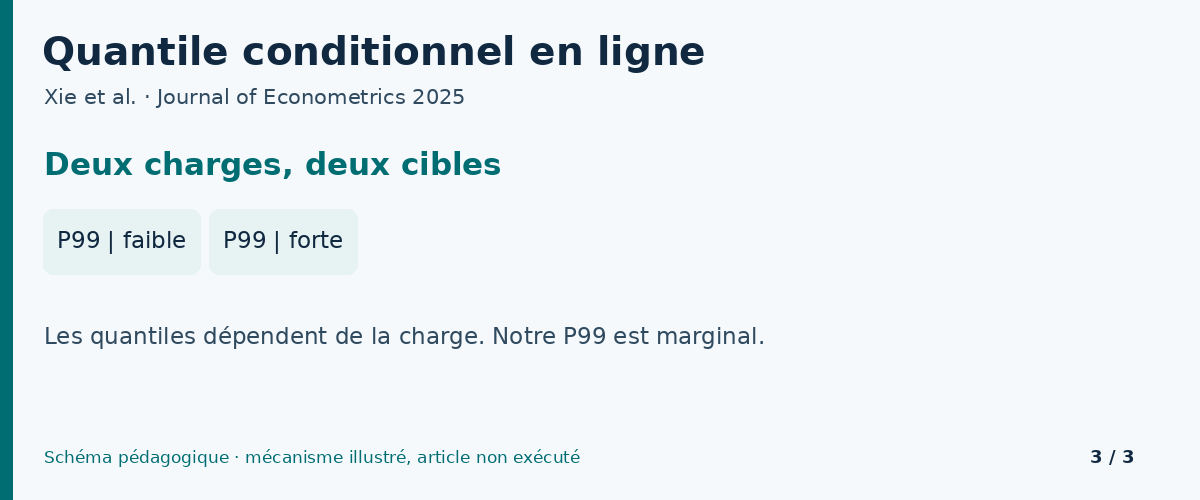 Quantile conditionnel en ligne
Xie et al. · Journal of Econometrics 2025
Deux charges, deux cibles
P99 | faible P99 | forte
Les quantiles dépendent de la charge. Notre P99 est marginal.
Schéma pédagogique · mécanisme illustré, article non exécuté 3 / 3